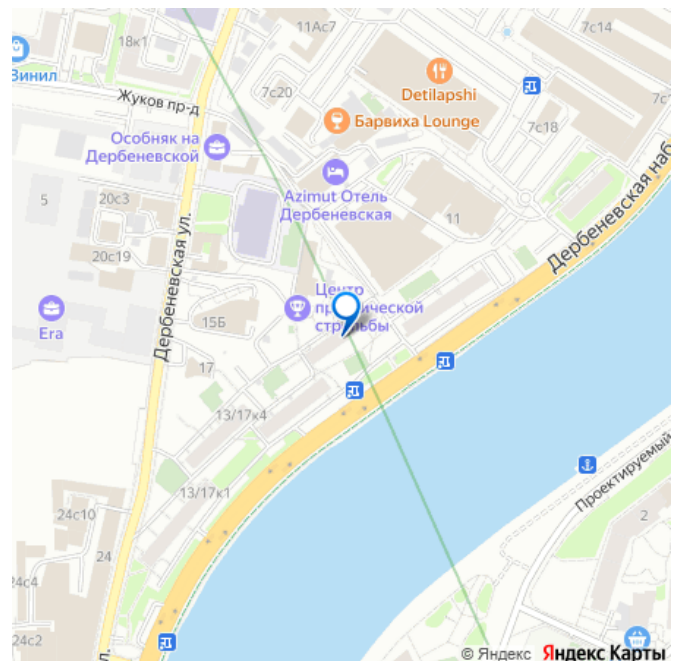 11Ас7
7с14
18к1
Винил
7с20
Detilapshi
Жуков пр-д
Барвиха Lounge
7с18
Особняк на
Дербеневской
Azimut Отель
Дербеневская
5
20с3
11
Дербеневская наб.
20с19
Дербеневская ул.
Центр
Era
15Б
17
13/17к4
13/17к1
Проектируемый
24с10
2
24
24с4
24с2
ул.
© Яндекс Яндекс Карты